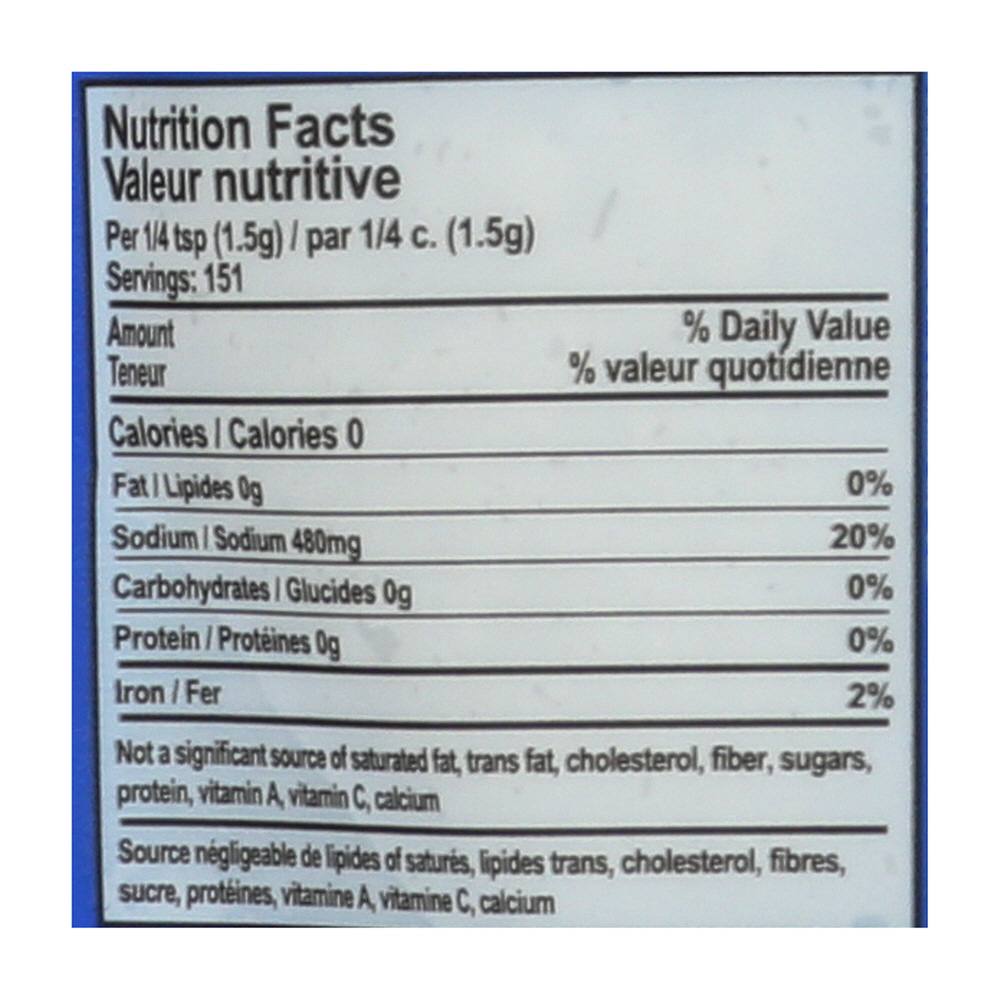 Nutrition Facts
Valeur nutritive
Per 1/4 tsp (1.5g) / par 1/4 c. (1.5g)
Servings: 151
Amount % Daily Value
Teneur % valeur quotidienne
Calories / Calories 0
Fat / Lipides 0g 0%
Sodium / Sodium 480mg 20%
Carbohydrates / Glucides 0g 0%
Protein / Protéines 0g 0%
Iron / Fer 2%
Not a significant source of saturated fat, trans fat, cholesterol, fiber, sugars,
protein, vitamin A, vitamin C, calcium
Source négligeable de lipides of saturés, lipides trans, cholesterol, fibres,
sucre, protéines, vitamine A, vitamine C, calcium